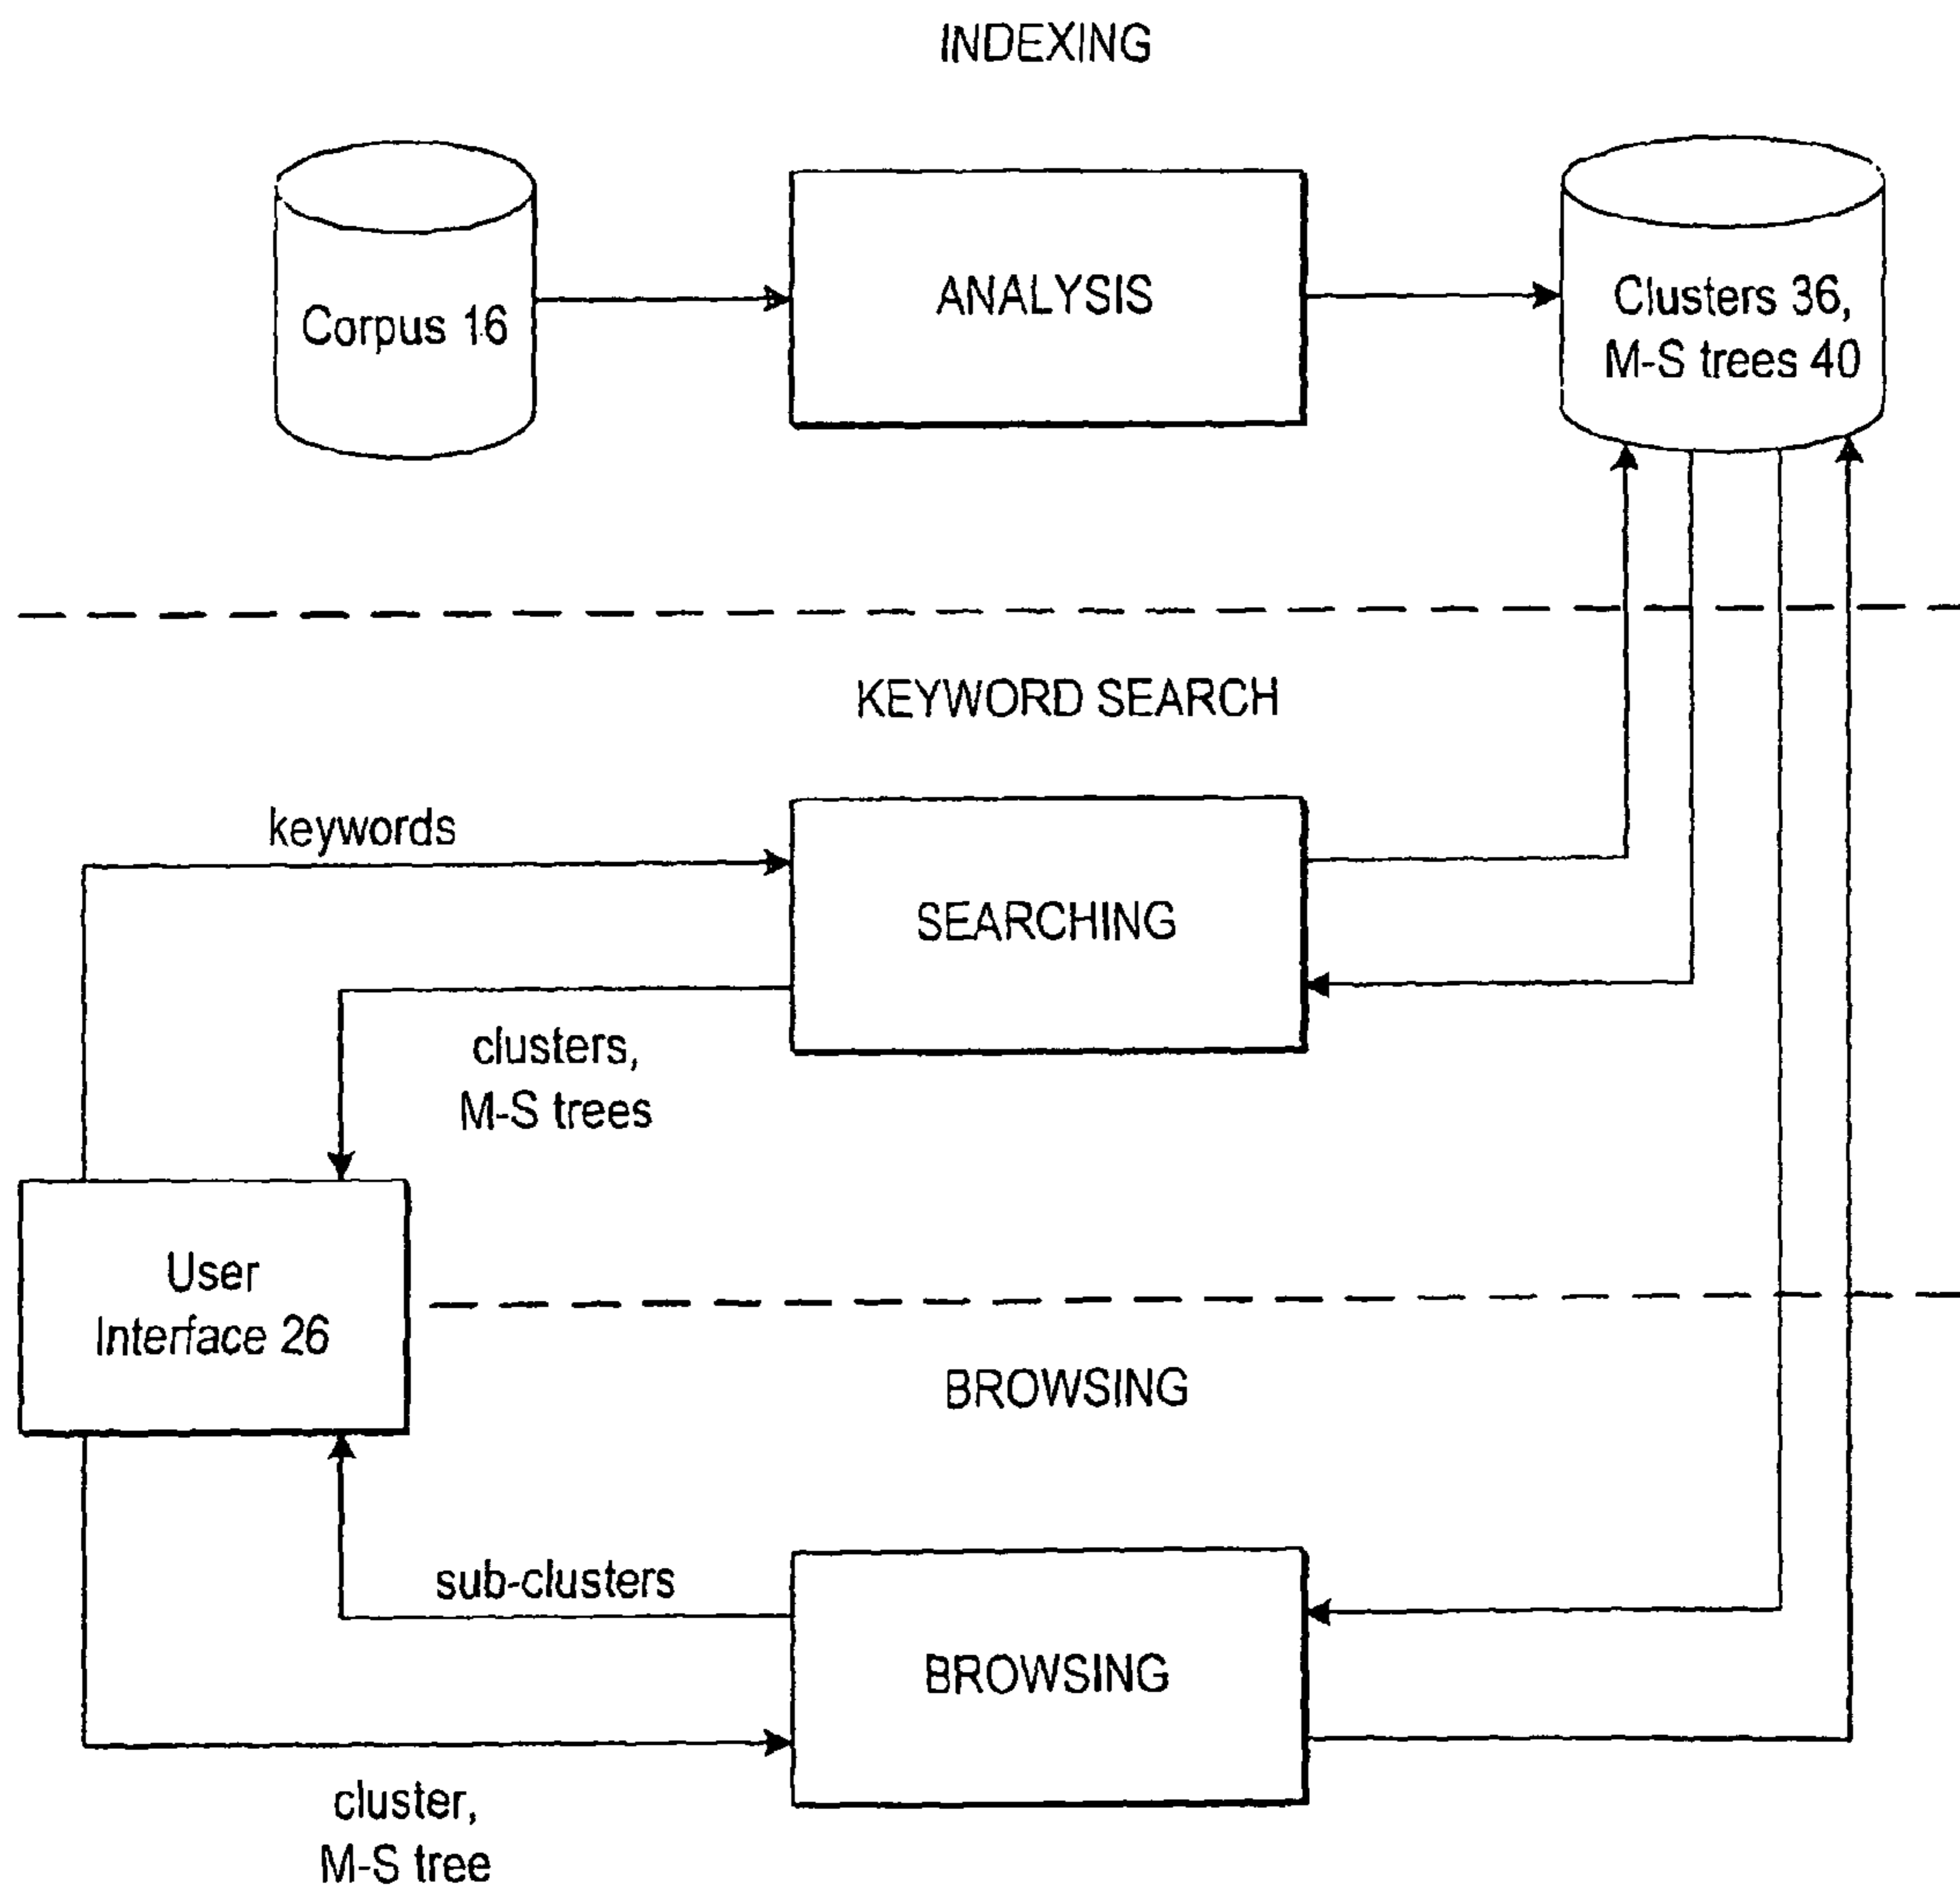 INDEXING
Corpus 16
ANALYSIS
Clusters 36,
M-S trees 40
KEYWORD SEARCH
keywords
SEARCHING
clusters,
M-S trees
User
Interface 26
BROWSING
sub-clusters
BROWSING
cluster,
M-S tree